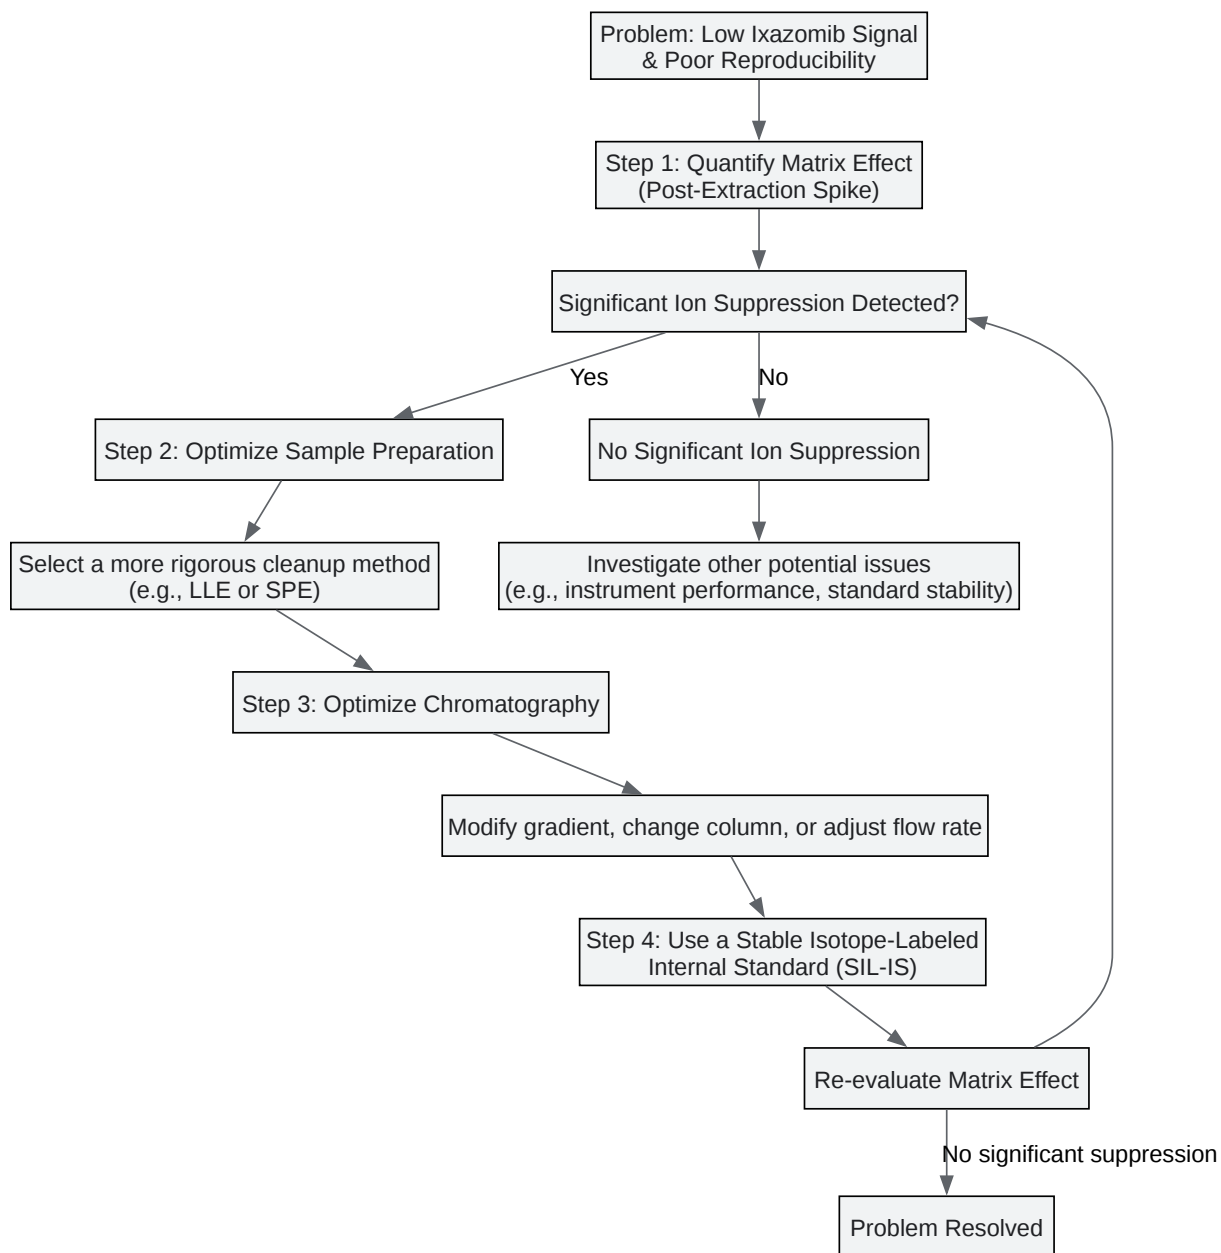 Problem: Low Ixazomib Signal
& Poor Reproducibility
Step 1: Quantify Matrix Effect
(Post-Extraction Spike)
Significant Ion Suppression Detected?
Yes
No
Step 2: Optimize Sample Preparation
No Significant Ion Suppression
Select a more rigorous cleanup method
(e.g., LLE or SPE)
Investigate other potential issues
(e.g., instrument performance, standard stability)
Step 3: Optimize Chromatography
Modify gradient, change column, or adjust flow rate
Step 4: Use a Stable Isotope-Labeled
Internal Standard (SIL-IS)
Re-evaluate Matrix Effect
No significant suppression
Problem Resolved